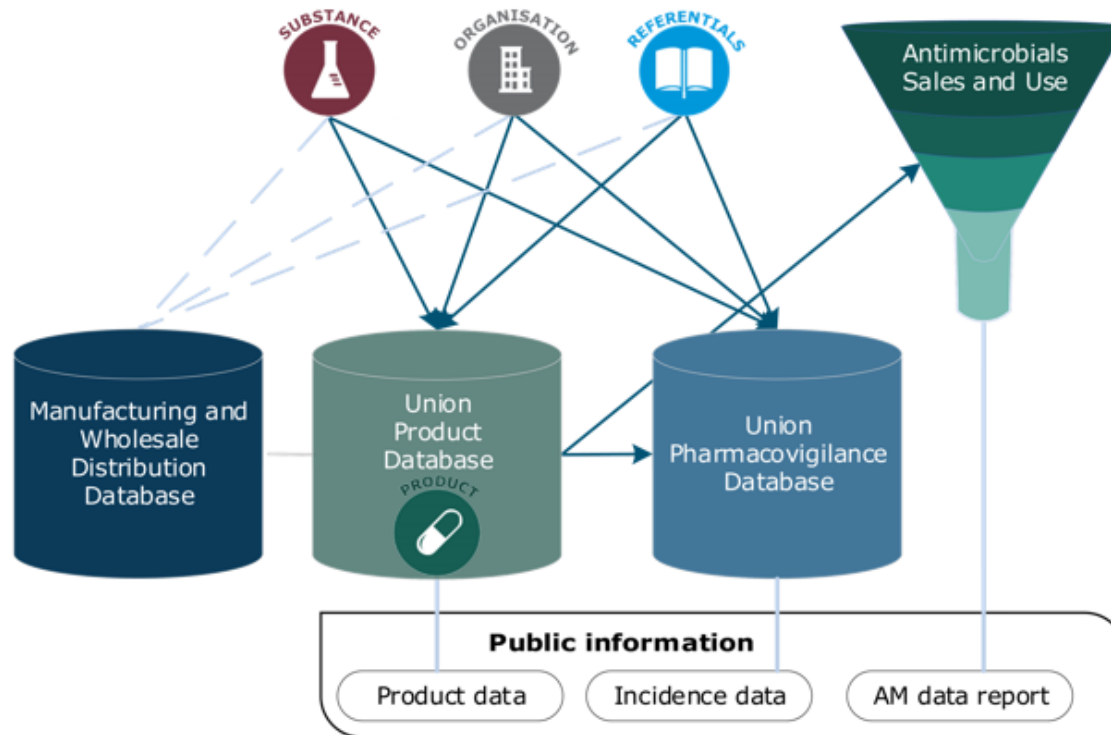 SUBSTANCE
ORGANISATION
REFERENTIALS
Antimicrobials
Sales and Use
Manufacturing and
Wholesale
Distribution
Database
Union
Product
Database
PRODUCT
Union
Pharmacovigilance
Database
Public information
Product data
Incidence data
AM data report